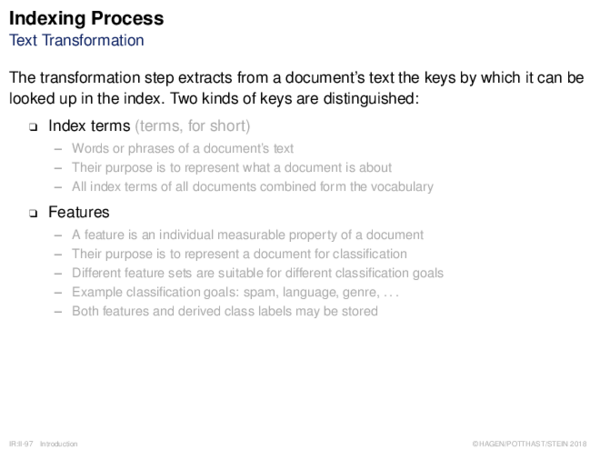 Indexing Process
Text Transformation
The transformation step extracts from a document's text the keys by which it can be
looked up in the index. Two kinds of keys are distinguished:
❑ Index terms (terms, for short)
– Words or phrases of a document's text
– Their purpose is to represent what a document is about
– All index terms of all documents combined form the vocabulary
❑ Features
– A feature is an individual measurable property of a document
– Their purpose is to represent a document for classification
– Different feature sets are suitable for different classification goals
– Example classification goals: spam, language, genre, . . .
– Both features and derived class labels may be stored
IR:II-97 Introduction
©HAGEN/POTTHAST/STEIN 2018